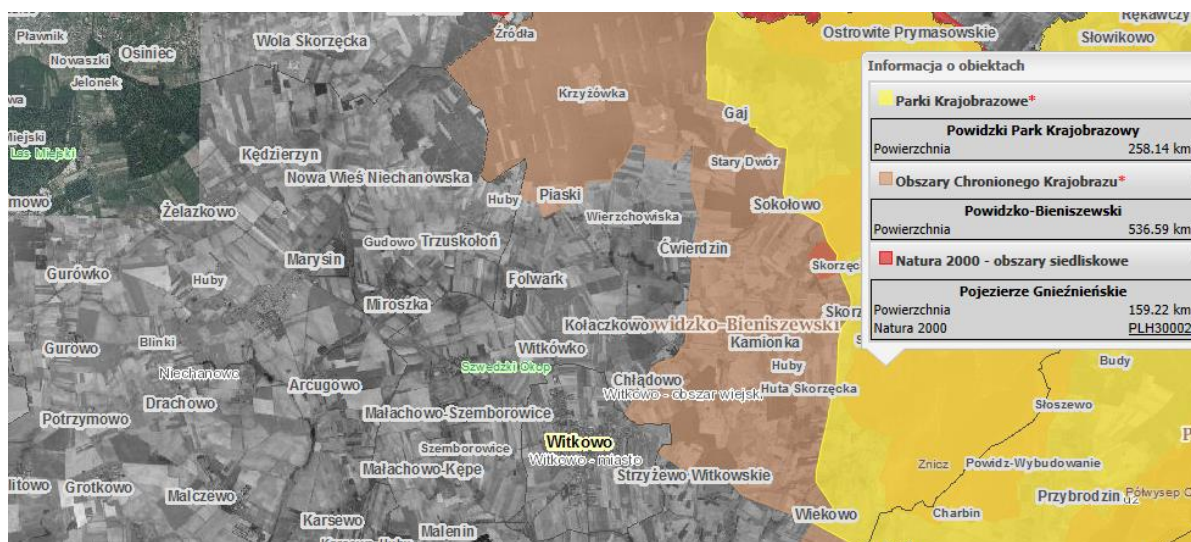 Pławnik
Osiniec
Nowaszki
Jelonek
Wola Skorzęcka
Źródła
Ostrowite Prymasowskie
Rękawczy
Słowikowo
Miejski
Las Miejski
Krzyżówka
Gaj
Kędzierzyn
Stary Dwór
Nowa Wieś Niechanowska
Huby
Piaski
Sokołowo
Żelazkowo
Wierzchowiska
Gudowo
Trzuskołoń
Ćwierdzin
Marysin
Gurówko
Huby
Folwark
Miroszka
Kołaczkowo
Powidzko-Bieniszewski
Kamionka
Gurowo
Blinki
Witkówko
Szwedzki Okop
Huby
Niechanowo
Chłądowo
Huta Skorzęcka
Witkowo - obszar wiejsk
Arcugowo
Drachowo
Małachowo-Szemborowice
Potrzymowo
Witkowo
Szemborowice
Witkowo - miasto
Małachowo-Kępe
Strzyżewo Witkowskie
Grotkowo
Malczewo
Karsewo
Malenin
Wiekowo
Budy
Słoszewo
Znicz
Powidz-Wybudowanie
Przybrodzin
Półwysep
Charbin
Informacja o obiektach
Parki Krajobrazowe*
Powidzki Park Krajobrazowy
Powierzchnia 258.14 km
Obszary Chronionego Krajobrazu*
Powidzko-Bieniszewski
Powierzchnia 536.59 km
Natura 2000 - obszary siedliskowe
Pojezierze Gnieźnieńskie
Powierzchnia 159.22 km
Natura 2000 PLH30002